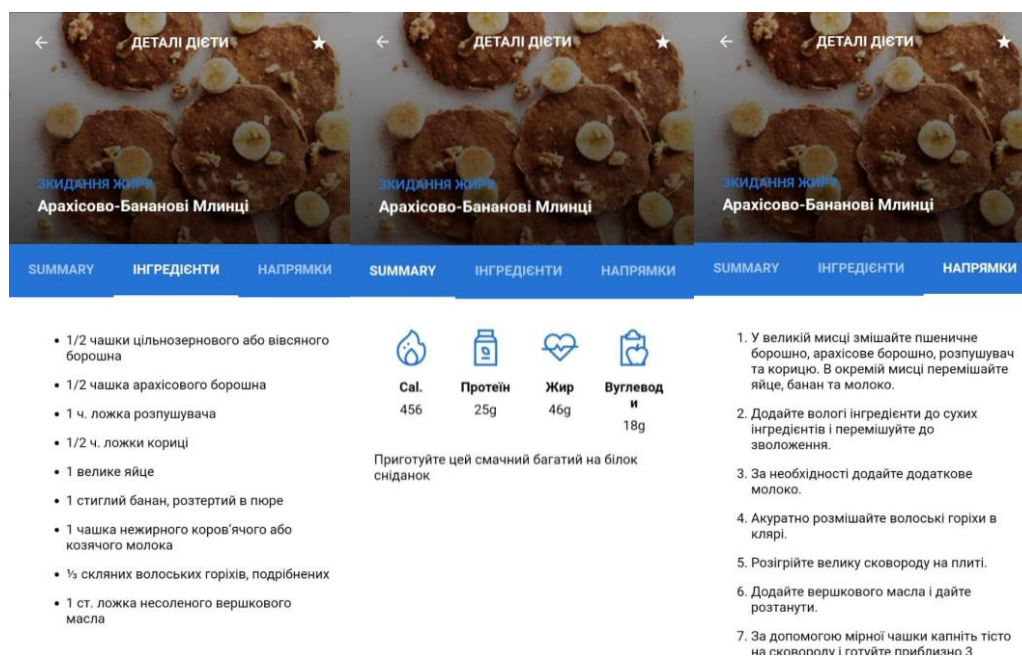 ДЕТАЛІ ДІЄТИ
ЗКИДАННЯ ЖИРУ
Арахісово-Бананові Млинці
SUMMARY ІНГРЕДІЄНТИ НАПРЯМКИ
• 1/2 чашки цільнозернового або вівсяного
борошна
• 1/2 чашка арахісового борошна
• 1 ч. ложка розпушувача
• 1/2 ч. ложки кориці
• 1 велике яйце
• 1 стиглий банан, розтертий в пюре
• 1 чашка нежирного коров'ячого або
козячого молока
• ⅓ скляних волоських горіхів, подрібнених
• 1 ст. ложка несоленого вершкового
масла
ДЕТАЛІ ДІЄТИ
ЗКИДАННЯ ЖИРУ
Арахісово-Бананові Млинці
SUMMARY ІНГРЕДІЄНТИ НАПРЯМКИ
Cal. Протеїн Жир Вуглевод
и
456 25g 46g 18g
Приготуйте цей смачний багатий на білок
сніданок
ДЕТАЛІ ДІЄТИ
ЗКИДАННЯ ЖИРУ
Арахісово-Бананові Млинці
SUMMARY ІНГРЕДІЄНТИ НАПРЯМКИ
1. У великій мисці змішайте пшеничне
борошно, арахісове борошно, розпушувач
та корицю. В окремій мисці перемішайте
яйце, банан та молоко.
2. Додайте вологі інгредієнти до сухих
інгредієнтів і перемішуйте до
зволоження.
3. За необхідності додайте додаткове
молоко.
4. Акуратно розмішайте волоські горіхи в
клярі.
5. Розігрійте велику сковороду на плиті.
6. Додайте вершкового масла і дайте
розтанути.
7. За допомогою мірної чашки капніть тісто
на сковороду і готуйте приблизно 3